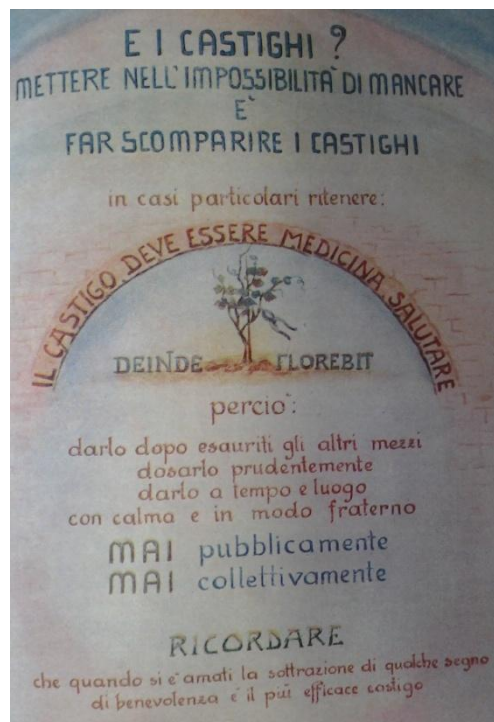 E I CASTIGHI ?
METTERE NELL'IMPOSSIBILITA' DI MANCARE
E'
FAR SCOMPARIRE I CASTIGHI
in casi particolari ritenere:
IL CASTIGO DEVE ESSERE MEDICINA SALUTARE
DEINDE FLOREBIT
perciò:
darlo dopo esauriti gli altri mezzi
dosarlo prudentemente
darlo a tempo e luogo
con calma e in modo fraterno
MAI pubblicamente
MAI collettivamente
RICORDARE
che quando si è amati la sottrazione di qualche segno
di benevolenza è il piùi efficace castigo